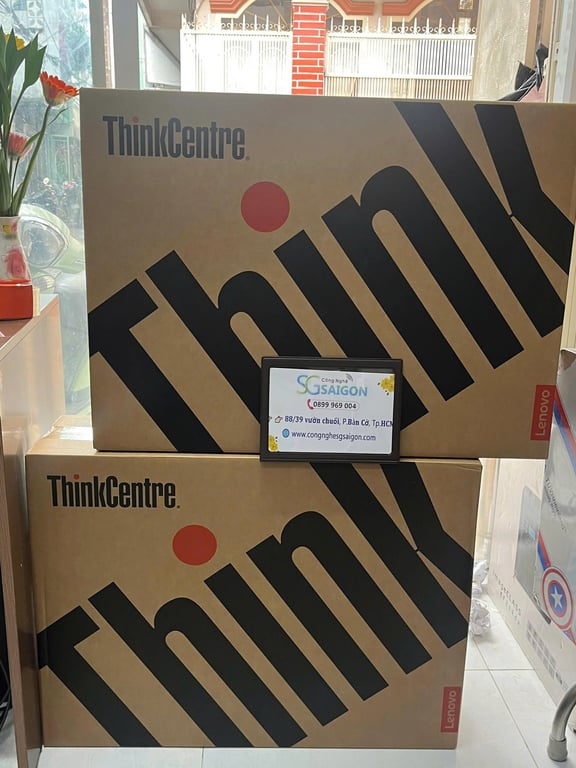 ThinkCentre
Think
Lenovo
Công Nghệ
SGSAIGON
0899 969 004
88/39 vườn chuối, P.Bàn Cờ, Tp.HCM
www.congnghesgsaigon.com
ThinkCentre
Think
Lenovo